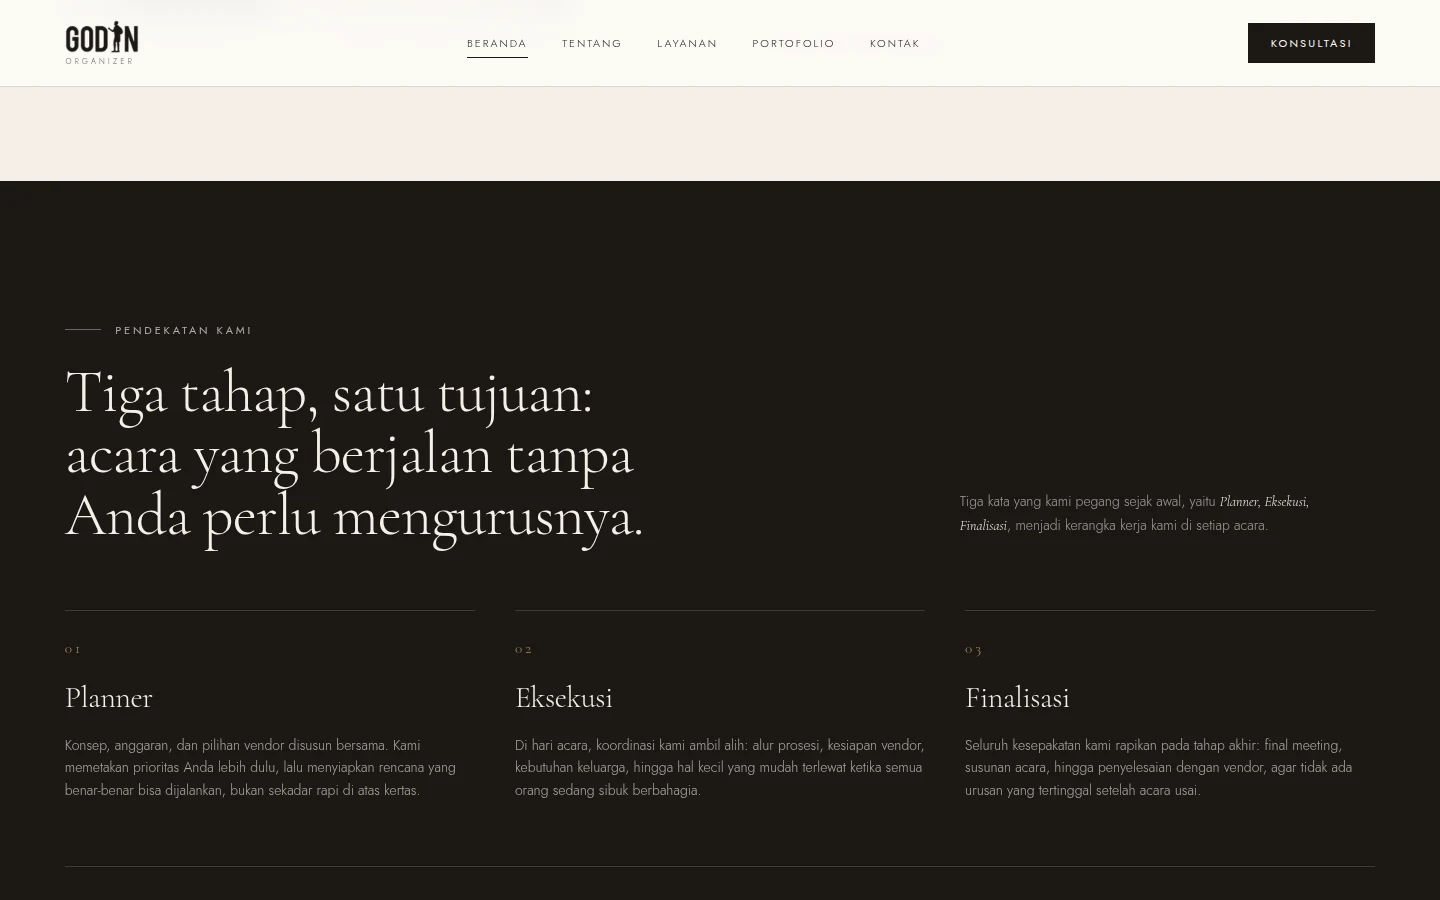 GODIN
ORGANIZER
BERANDA
TENTANG
LAYANAN
PORTOFOLIO
KONTAK
KONSULTASI
PENDEKATAN KAMI
Tiga tahap, satu tujuan:
acara yang berjalan tanpa
Anda perlu mengurusnya.
Tiga kata yang kami pegang sejak awal, yaitu Planner, Eksekusi,
Finalisasi, menjadi kerangka kerja kami di setiap acara.
01
Planner
Konsep, anggaran, dan pilihan vendor disusun bersama. Kami
memetakan prioritas Anda lebih dulu, lalu menyiapkan rencana yang
benar-benar bisa dijalankan, bukan sekadar rapi di atas kertas.
02
Eksekusi
Di hari acara, koordinasi kami ambil alih: alur prosesi, kesiapan vendor,
kebutuhan keluarga, hingga hal kecil yang mudah terlewat ketika semua
orang sedang sibuk berbahagia.
03
Finalisasi
Seluruh kesepakatan kami rapikan pada tahap akhir: final meeting,
susunan acara, hingga penyelesaian dengan vendor, agar tidak ada
urusan yang tertinggal setelah acara usai.